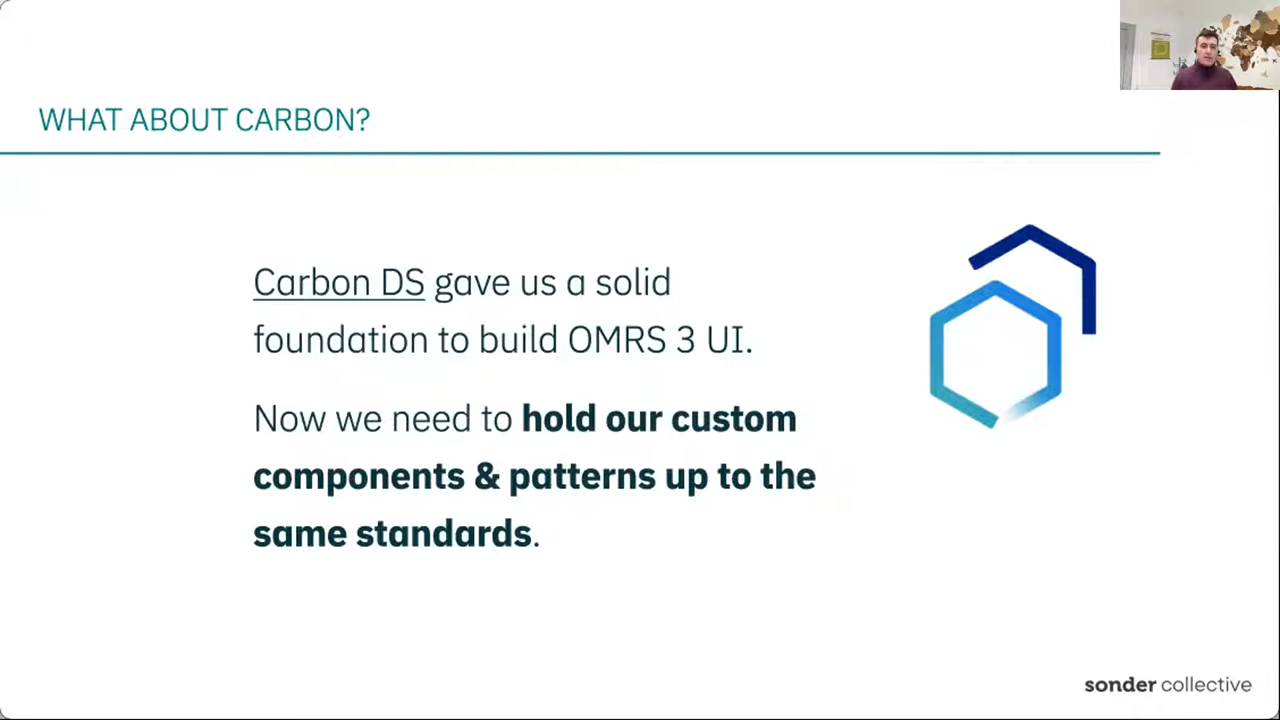 WHAT ABOUT CARBON?
Carbon DS gave us a solid
foundation to build OMRS 3 UI.
Now we need to hold our custom
components & patterns up to the
same standards.
sonder collective